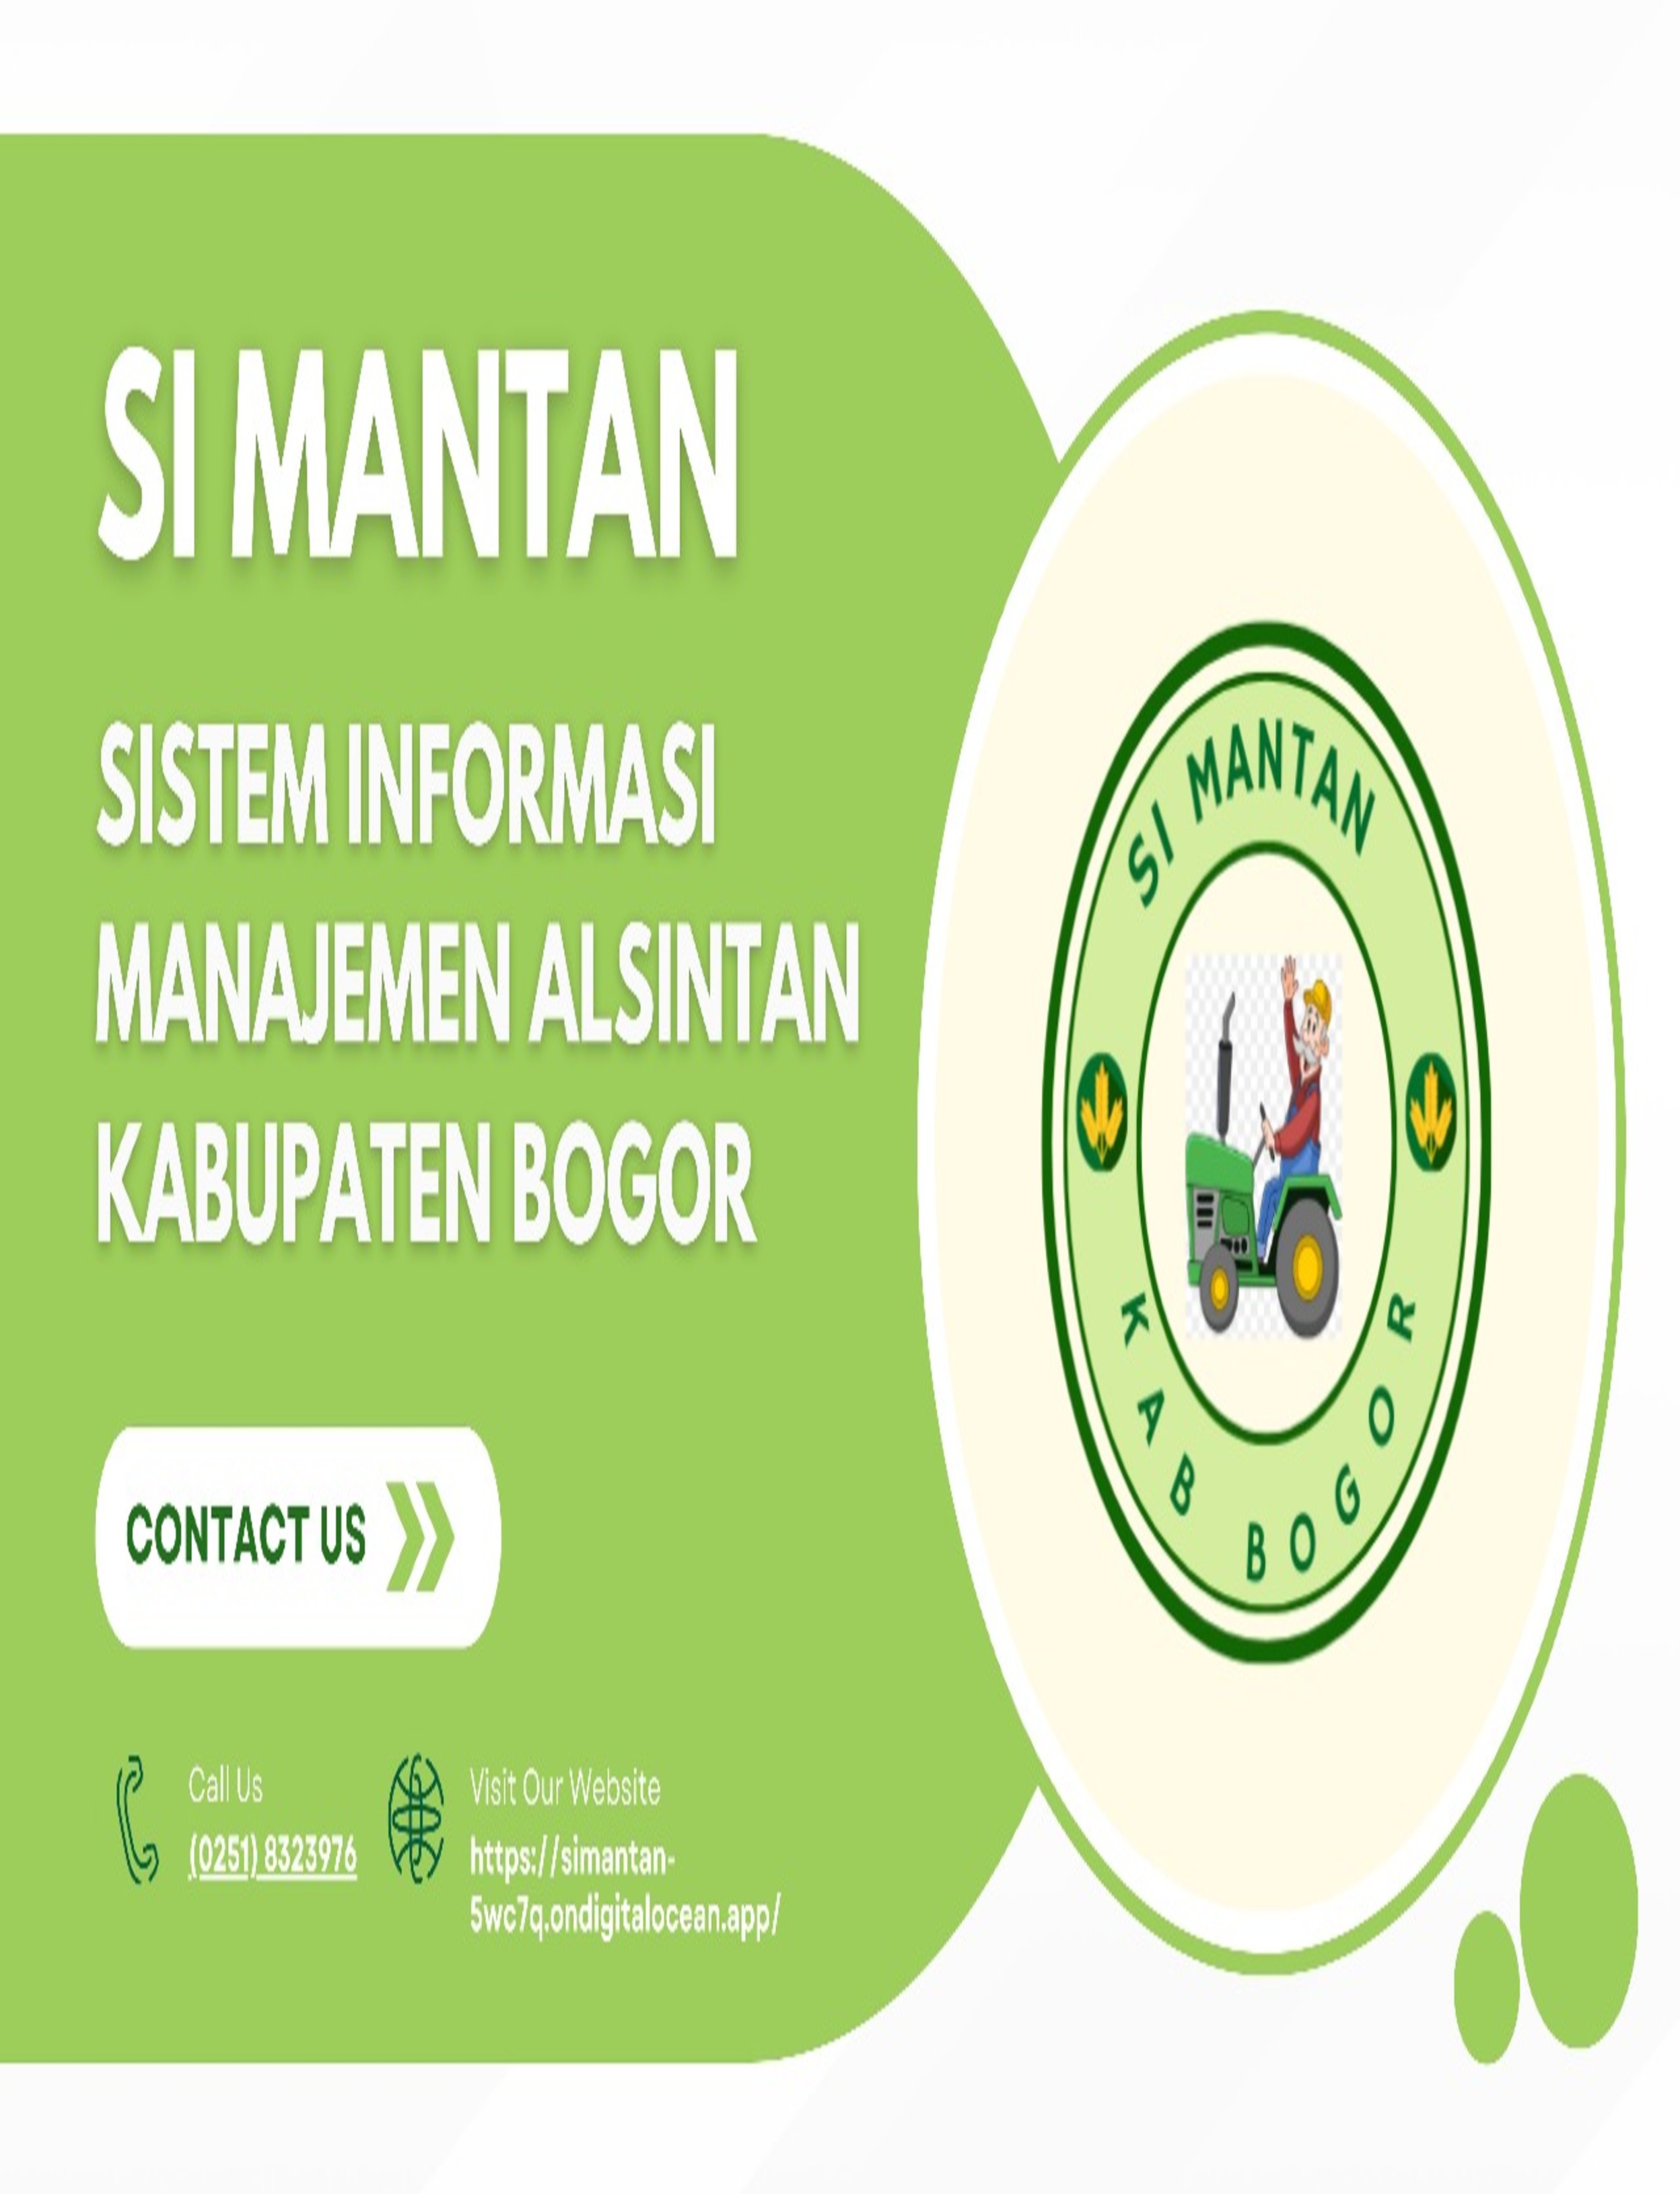 SI MANTAN
SISTEM INFORMASI
MANAJEMEN ALSINTAN
KABUPATEN BOGOR
CONTACT US
Call Us
(0251) 8323976
Visit Our Website
https://simantan-
5wc7q.ondigitalocean.app/
SI MANTAN
KAB BOGOR